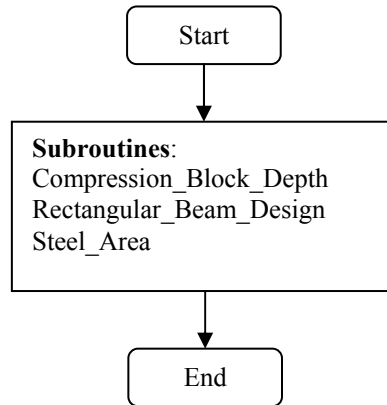 Start
Subroutines:
Compression_Block_Depth
Rectangular_Beam_Design
Steel_Area
End